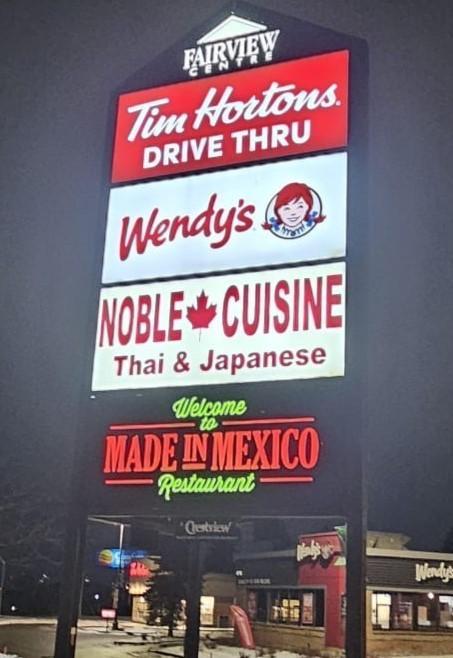 FAIRVIEW
CENTRE
Tim Hortons.
DRIVE THRU
Wendy's
NOBLE CUISINE
Thai & Japanese
Welcome
to
MADE IN MEXICO
Restaurant
Crestview
Wendy's
Wendy's